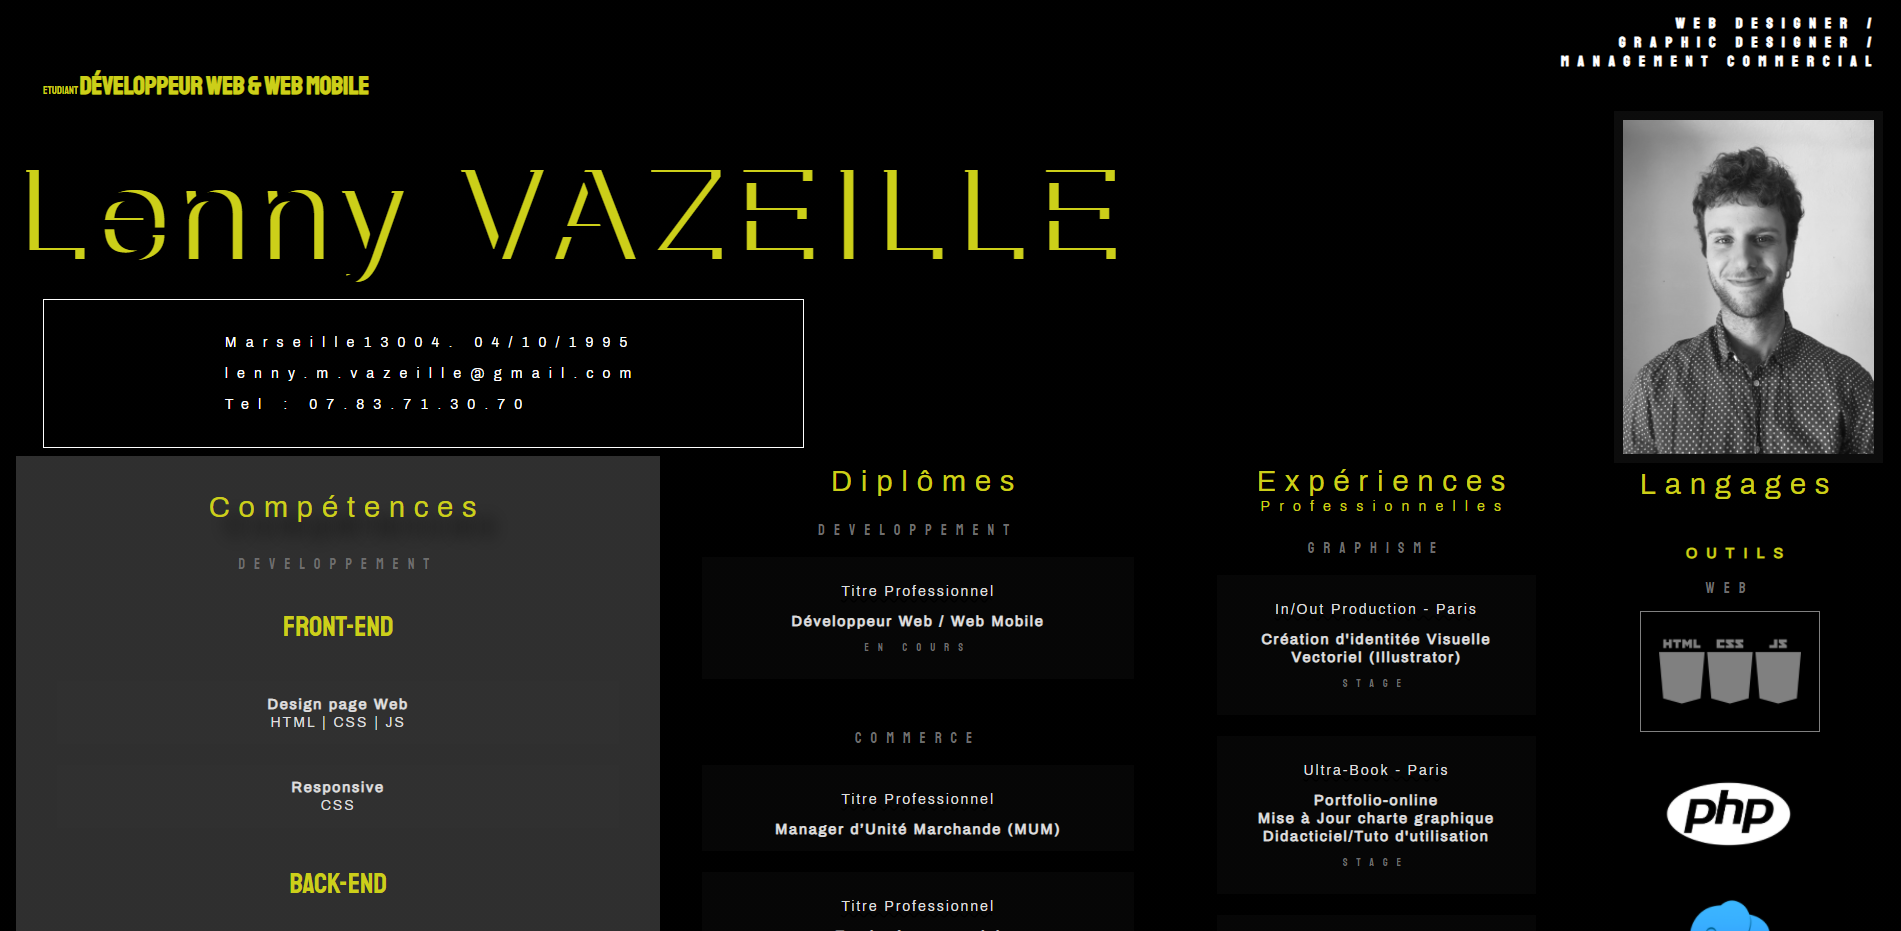 WEB DESIGNER /
GRAPHIC DESIGNER /
MANAGEMENT COMMERCIAL
ETUDIANT DÉVELOPPEUR WEB & WEB MOBILE
Lenny VAZEILLE
Marseille13004. 04/10/1995
lenny.m.vazeille@gmail.com
Tel : 07.83.71.30.70
Compétences
DEVELOPPEMENT
FRONT-END
Design page Web
HTML | CSS | JS
Responsive
CSS
BACK-END
Diplômes
DEVELOPPEMENT
Titre Professionnel
Développeur Web / Web Mobile
EN COURS
COMMERCE
Titre Professionnel
Manager d'Unité Marchande (MUM)
Titre Professionnel
Expériences
Professionnelles
GRAPHISME
In/Out Production - Paris
Création d'identitée Visuelle
Vectoriel (Illustrator)
STAGE
Ultra-Book - Paris
Portfolio-online
Mise à Jour charte graphique
Didacticiel/Tuto d'utilisation
STAGE
Langages
OUTILS
WEB
HTML CSS JS
php